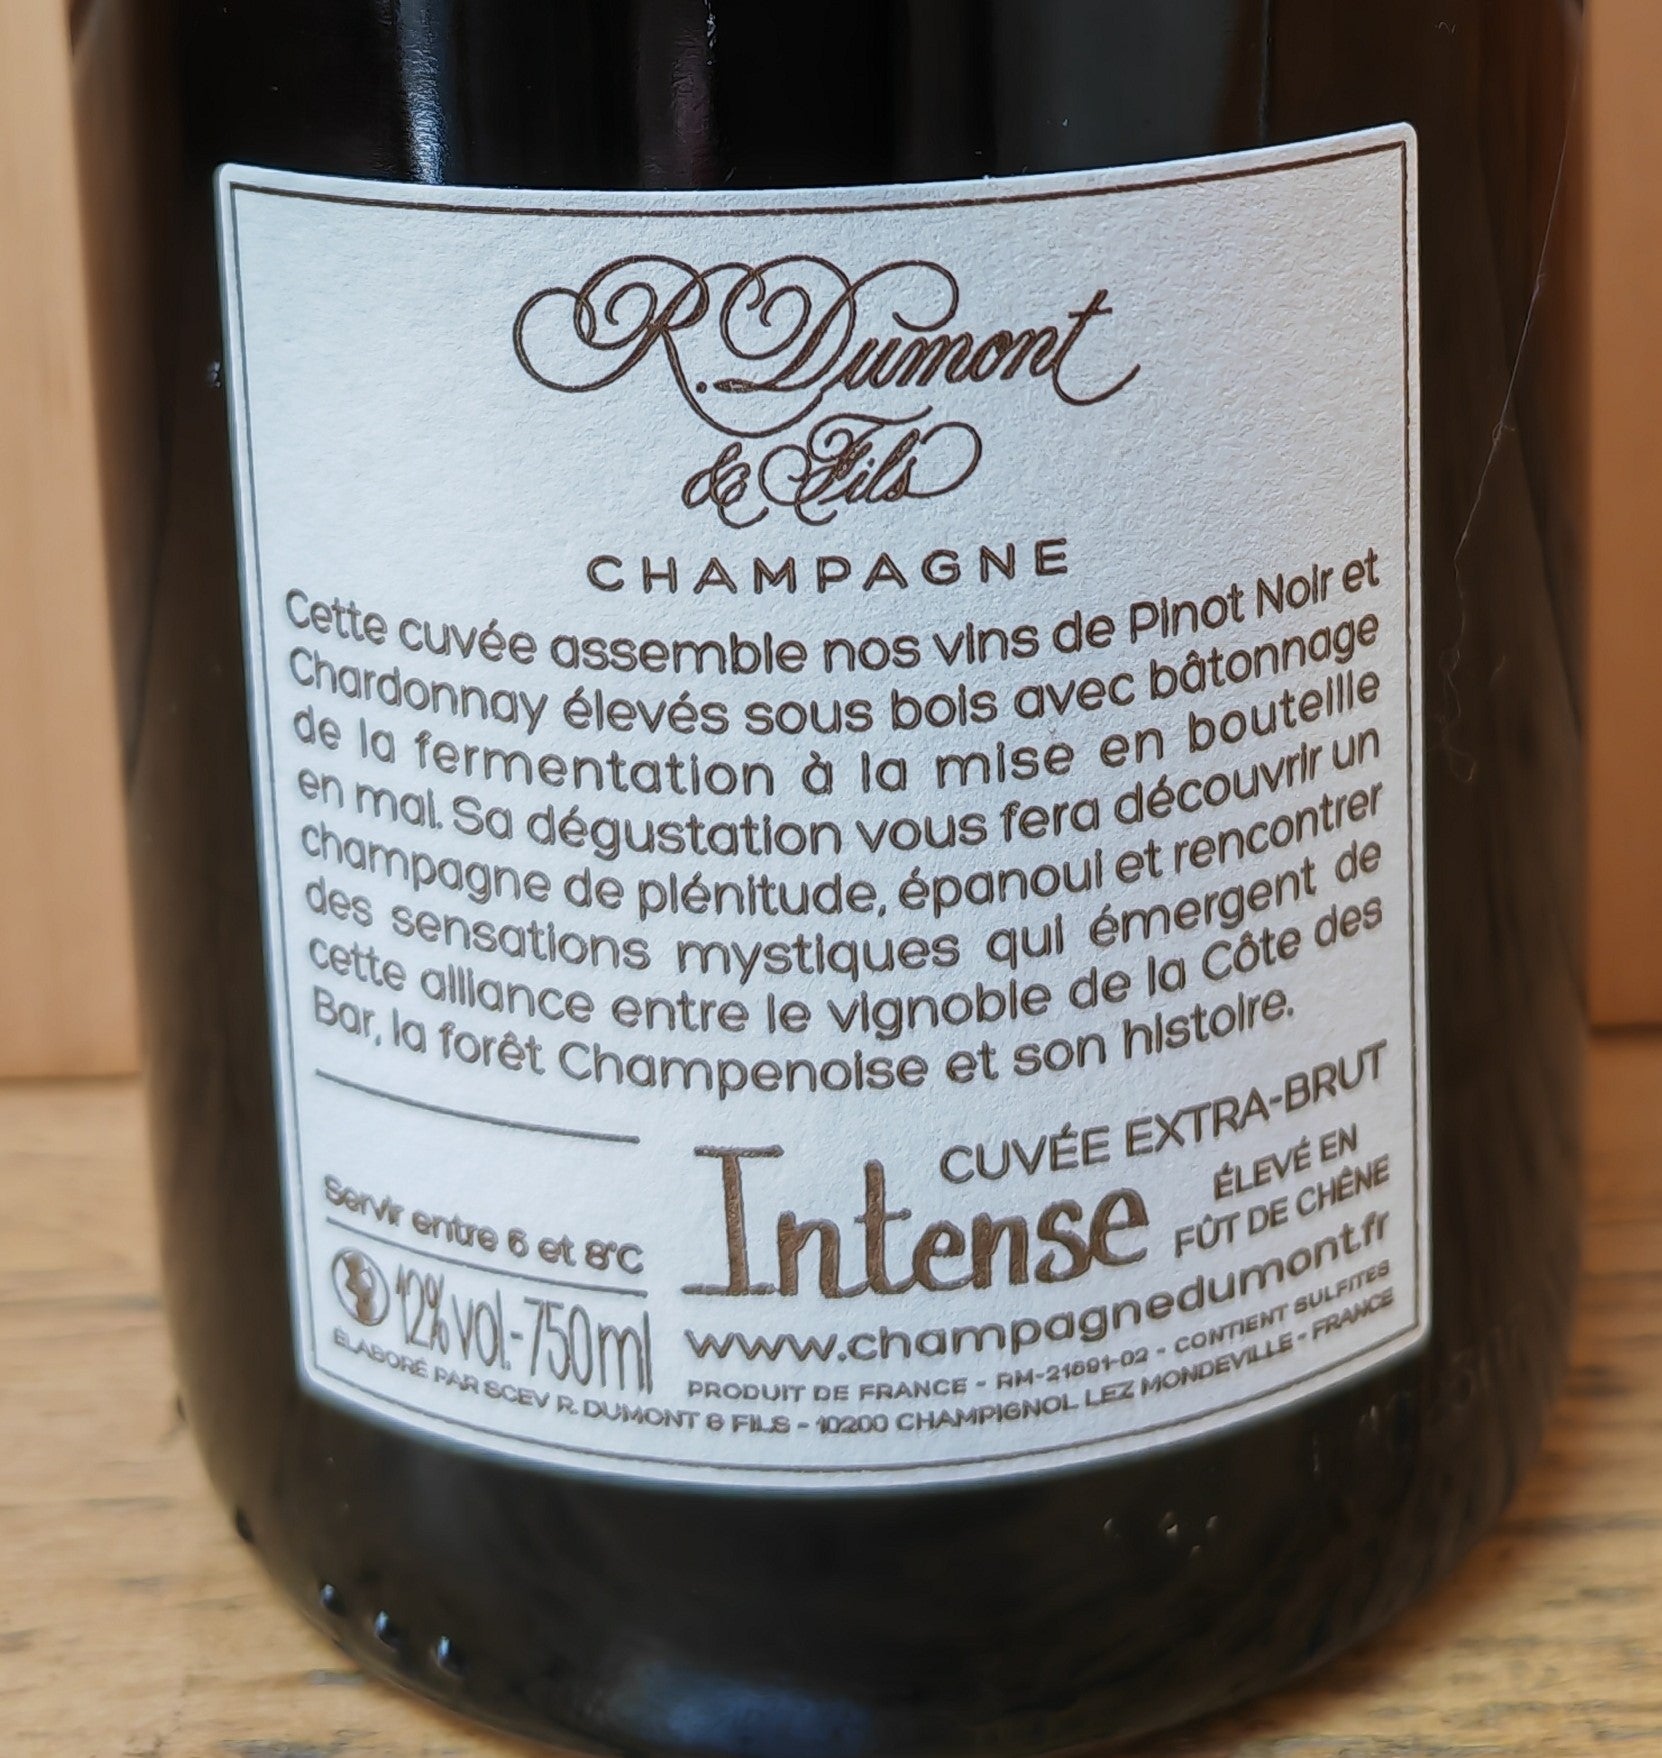 R. Dumont
& Fils
CHAMPAGNE
Cette cuvée assemble nos vins de Pinot Noir et
Chardonnay élevés sous bois avec bâtonnage
de la fermentation à la mise en bouteille
en mai. Sa dégustation vous fera découvrir un
champagne de plénitude, épanoui et rencontrer
des sensations mystiques qui émergent de
cette alliance entre le vignoble de la Côte des
Bar, la forêt Champenoise et son histoire.
CUVÉE EXTRA-BRUT
Intense
ÉLEVÉ EN
FÛT DE CHÊNE
Servir entre 6 et 8°C
12% vol. - 750 ml
www.champagnedumont.fr
PRODUIT DE FRANCE - RM-21691-02 - CONTIENT SULFITES
ELABORÉ PAR SCEV R. DUMONT & FILS - 10200 CHAMPIGNOL LEZ MONDEVILLE - FRANCE